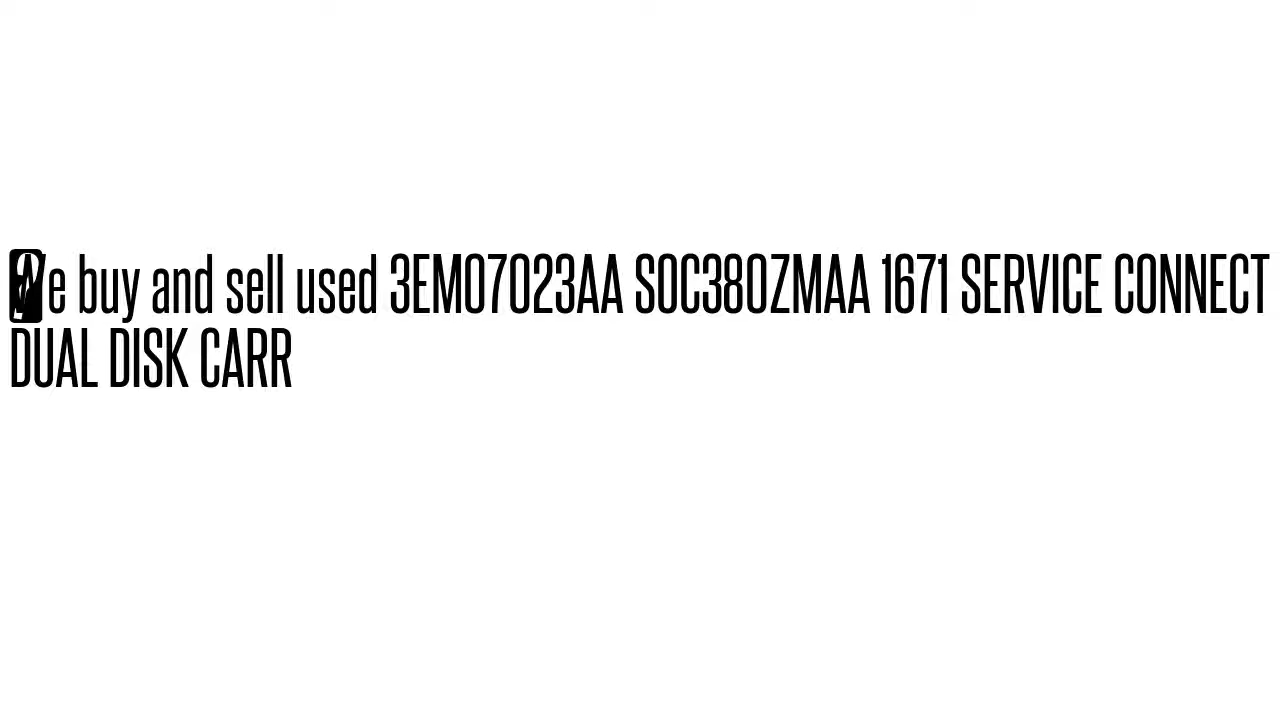 We buy and sell used 3EM07023AA SOC380ZMAA 1671 SERVICE CONNECT
DUAL DISK CARR